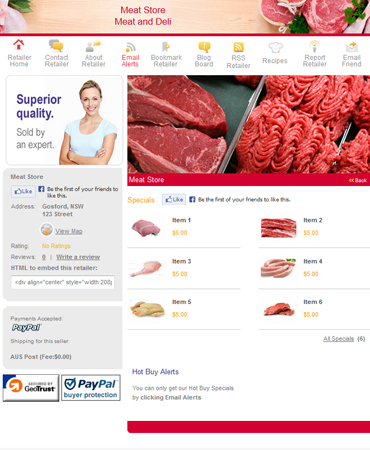 Meat Store
Meat and Deli
Retailer Home
Contact Retailer
About Retailer
Email Alerts
Bookmark Retailer
Blog Board
RSS Retailer
Recipes
Report Retailer
Email Friend
Superior quality.
Sold by an expert.
Meat Store
<< Back
Meat Store
Like
Be the first of your friends to like this.
Address: Gosford, NSW
123 Street
View Map
Rating: No Ratings
Reviews: 0 | Write a review
HTML to embed this retailer:
<div align="center" style="width:208
Payments Accepted:
PayPal
Shipping for this seller
AUS Post (Fee:$0.00)
SECURED BY
GeoTrust
PayPal
buyer protection
Specials
Like
Be the first of your friends to like this.
Item 1
$5.00
Item 2
$5.00
Item 3
$5.00
Item 4
$5.00
Item 5
$5.00
Item 6
$5.00
All Specials (6)
Hot Buy Alerts
You can only get our Hot Buy Specials
by clicking Email Alerts